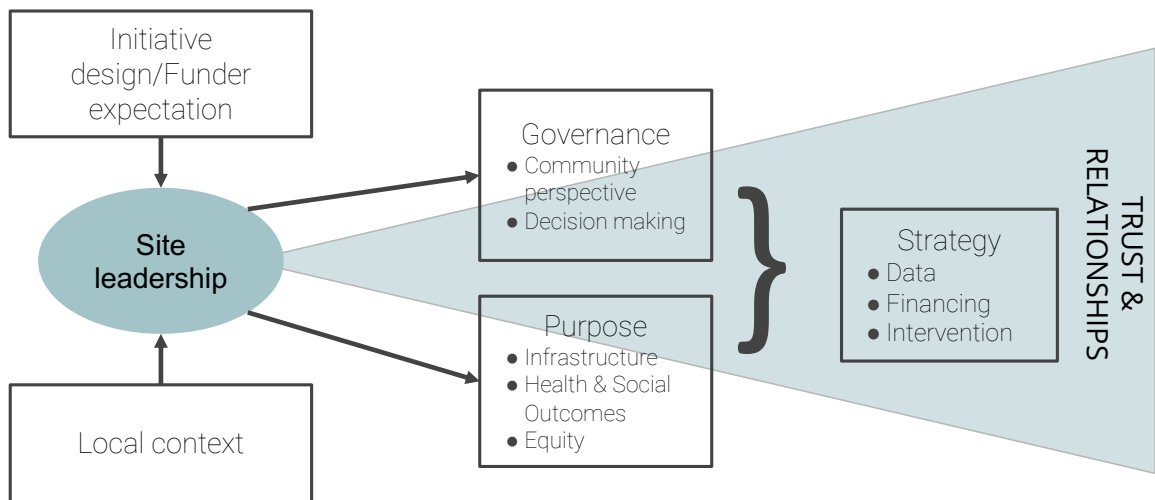 Initiative
design/Funder
expectation
Site
leadership
Local context
Governance
● Community
perspective
● Decision making
Purpose
● Infrastructure
● Health & Social
Outcomes
● Equity
}
Strategy
● Data
● Financing
● Intervention
TRUST &
RELATIONSHIPS